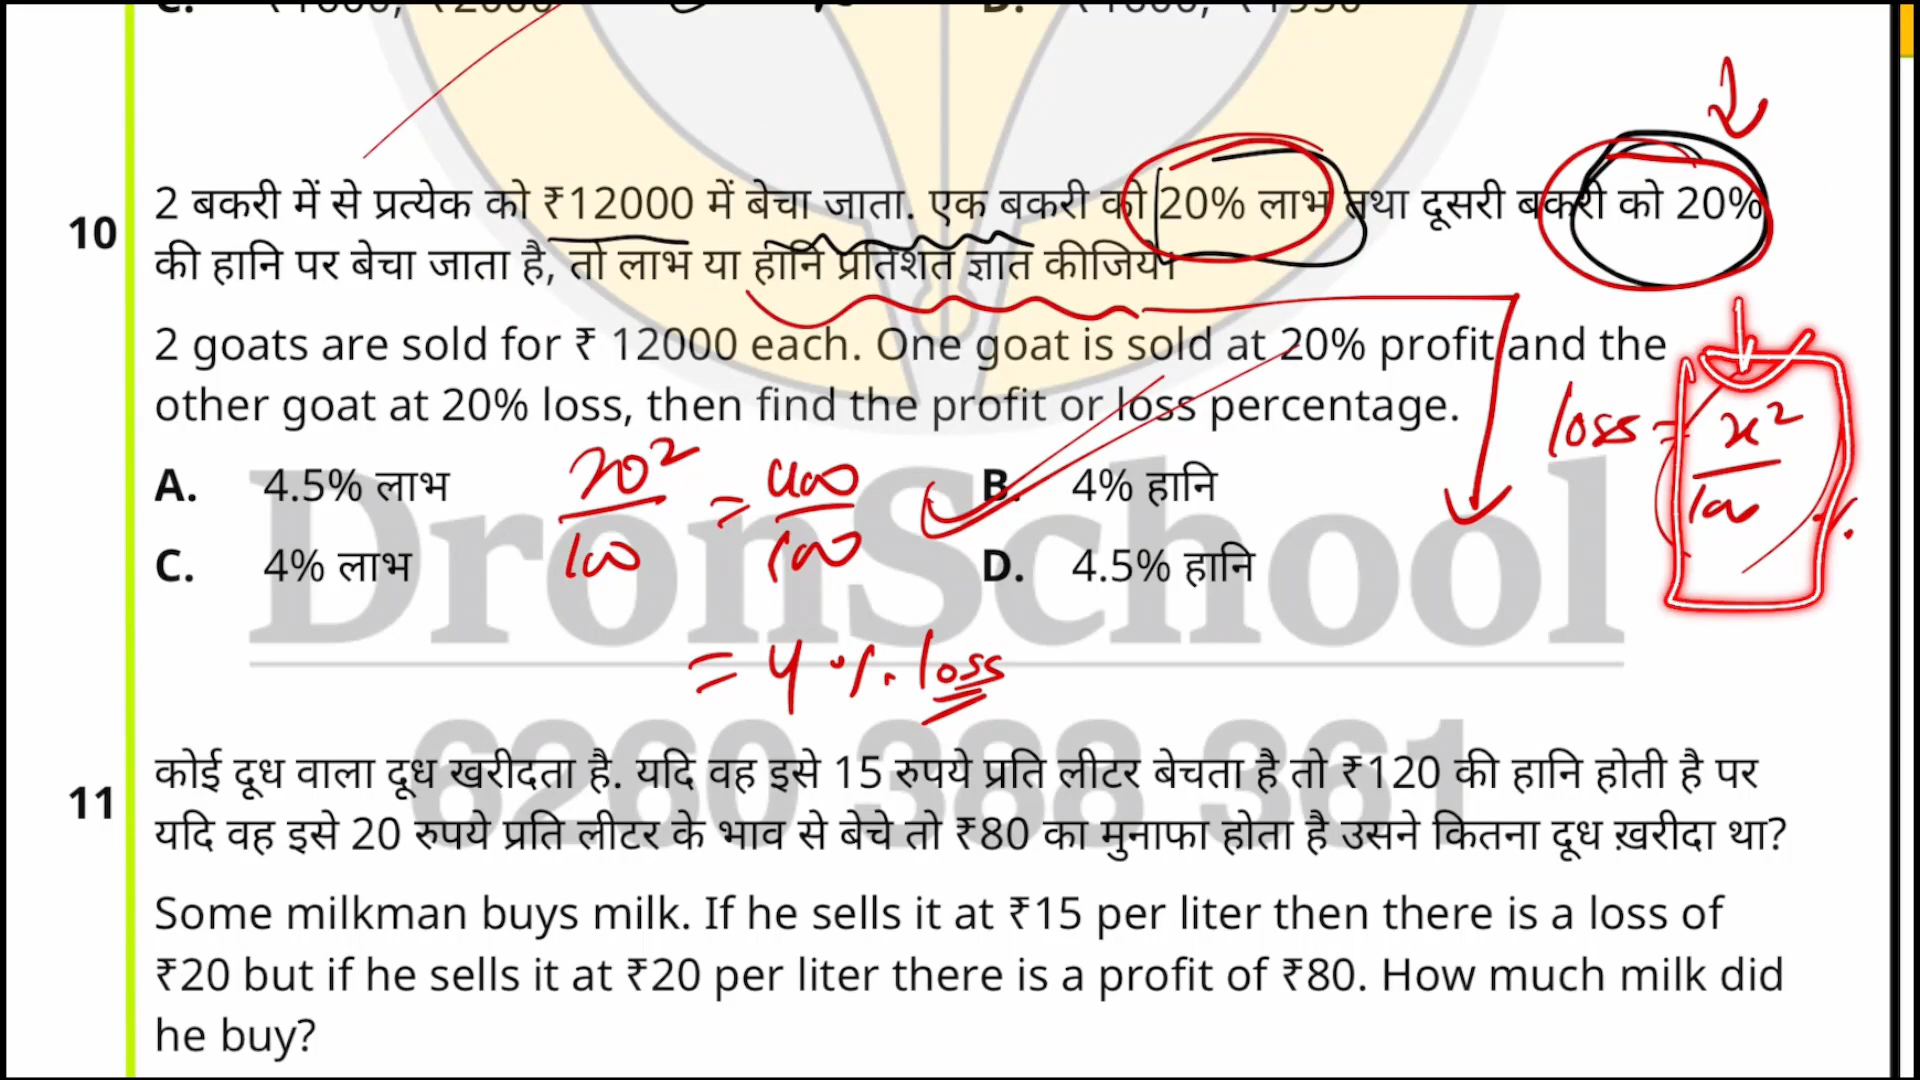 10
2 बकरी में से प्रत्येक को ₹12000 में बेचा जाता. एक बकरी को 20% लाभ तथा दूसरी बकरी को 20%
की हानि पर बेचा जाता है, तो लाभ या हानि प्रतिशत ज्ञात कीजिये।
2 goats are sold for ₹ 12000 each. One goat is sold at 20% profit and the
other goat at 20% loss, then find the profit or loss percentage.
loss = x²/100 %
A. 4.5% लाभ
B. 4% हानि
20²/100 = 400/100
C. 4% लाभ
D. 4.5% हानि
DronSchool
= 4 % loss
6260 388 361
11
कोई दूध वाला दूध खरीदता है. यदि वह इसे 15 रुपये प्रति लीटर बेचता है तो ₹120 की हानि होती है पर
यदि वह इसे 20 रुपये प्रति लीटर के भाव से बेचे तो ₹80 का मुनाफा होता है उसने कितना दूध ख़रीदा था?
Some milkman buys milk. If he sells it at ₹15 per liter then there is a loss of
₹20 but if he sells it at ₹20 per liter there is a profit of ₹80. How much milk did
he buy?